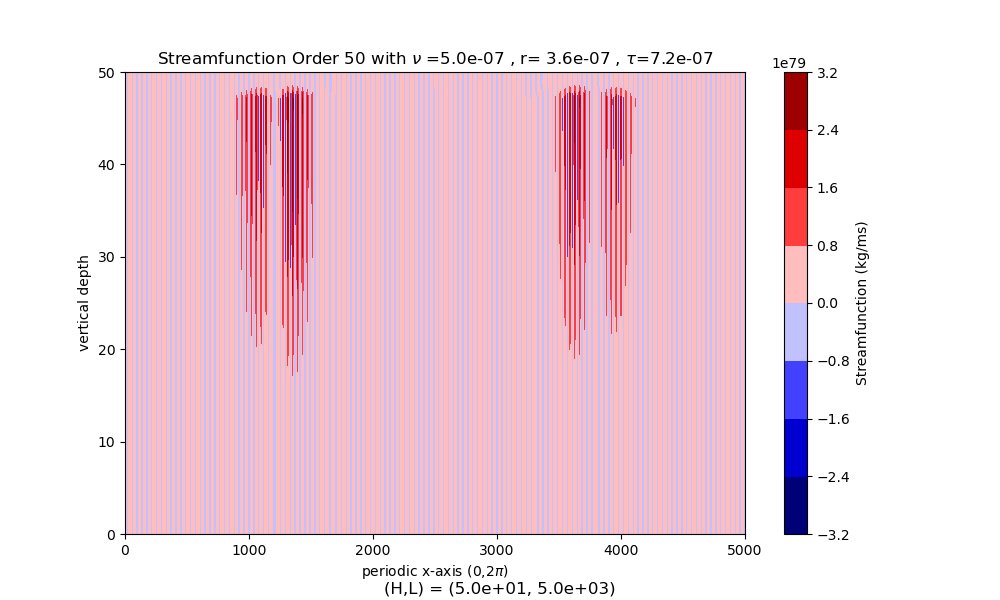 Streamfunction Order 50 with ν =5.0e-07 , r= 3.6e-07 , τ=7.2e-07
1e79
50
40
30
20
10
0
vertical depth
0 1000 2000 3000 4000 5000
periodic x-axis (0,2π)
(H,L) = (5.0e+01, 5.0e+03)
3.2
2.4
1.6
0.8
0.0
−0.8
−1.6
−2.4
−3.2
Streamfunction (kg/ms)